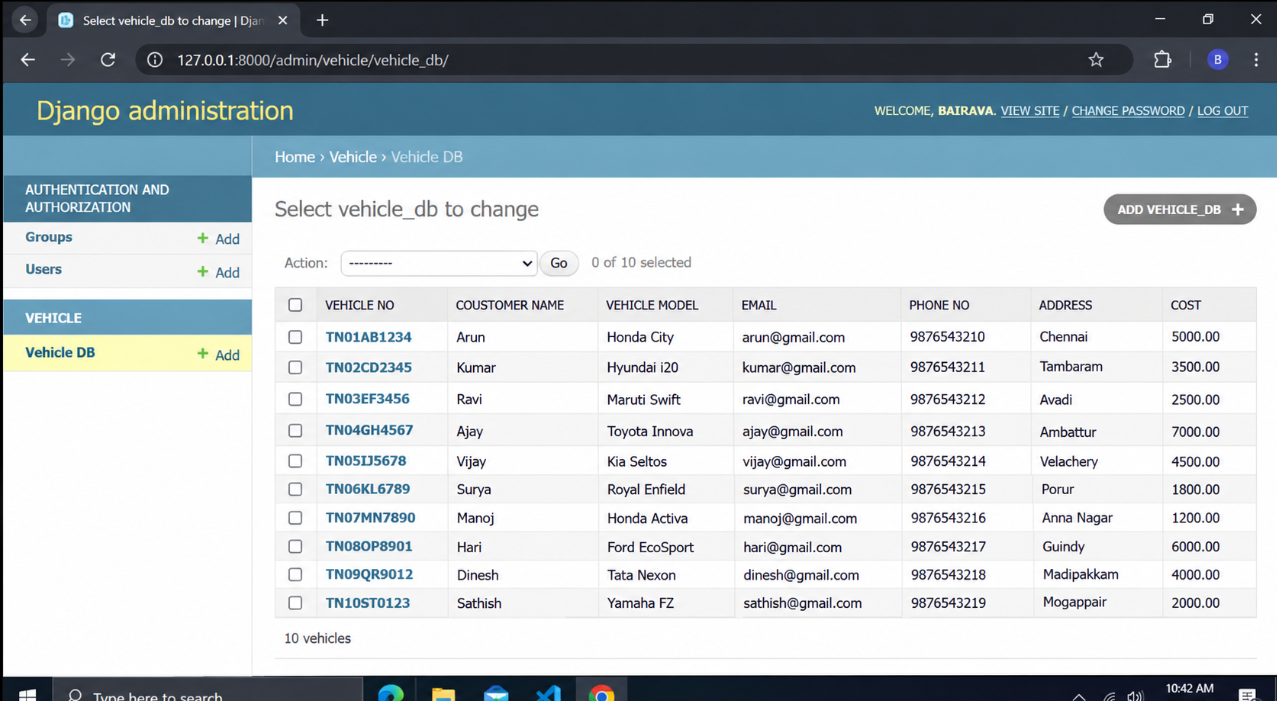 Select vehicle_db to change | Djan
127.0.0.1:8000/admin/vehicle/vehicle_db/
B
Django administration
WELCOME, BAIRAVA. VIEW SITE / CHANGE PASSWORD / LOG OUT
Home › Vehicle › Vehicle DB
AUTHENTICATION AND
AUTHORIZATION
Groups + Add
Users + Add
VEHICLE
Vehicle DB + Add
Select vehicle_db to change
ADD VEHICLE_DB +
Action: --------- Go 0 of 10 selected
VEHICLE NO COUSTOMER NAME VEHICLE MODEL EMAIL PHONE NO ADDRESS COST
TN01AB1234 Arun Honda City arun@gmail.com 9876543210 Chennai 5000.00
TN02CD2345 Kumar Hyundai i20 kumar@gmail.com 9876543211 Tambaram 3500.00
TN03EF3456 Ravi Maruti Swift ravi@gmail.com 9876543212 Avadi 2500.00
TN04GH4567 Ajay Toyota Innova ajay@gmail.com 9876543213 Ambattur 7000.00
TN05IJ5678 Vijay Kia Seltos vijay@gmail.com 9876543214 Velachery 4500.00
TN06KL6789 Surya Royal Enfield surya@gmail.com 9876543215 Porur 1800.00
TN07MN7890 Manoj Honda Activa manoj@gmail.com 9876543216 Anna Nagar 1200.00
TN08OP8901 Hari Ford EcoSport hari@gmail.com 9876543217 Guindy 6000.00
TN09QR9012 Dinesh Tata Nexon dinesh@gmail.com 9876543218 Madipakkam 4000.00
TN10ST0123 Sathish Yamaha FZ sathish@gmail.com 9876543219 Mogappair 2000.00
10 vehicles
Type here to search
10:42 AM